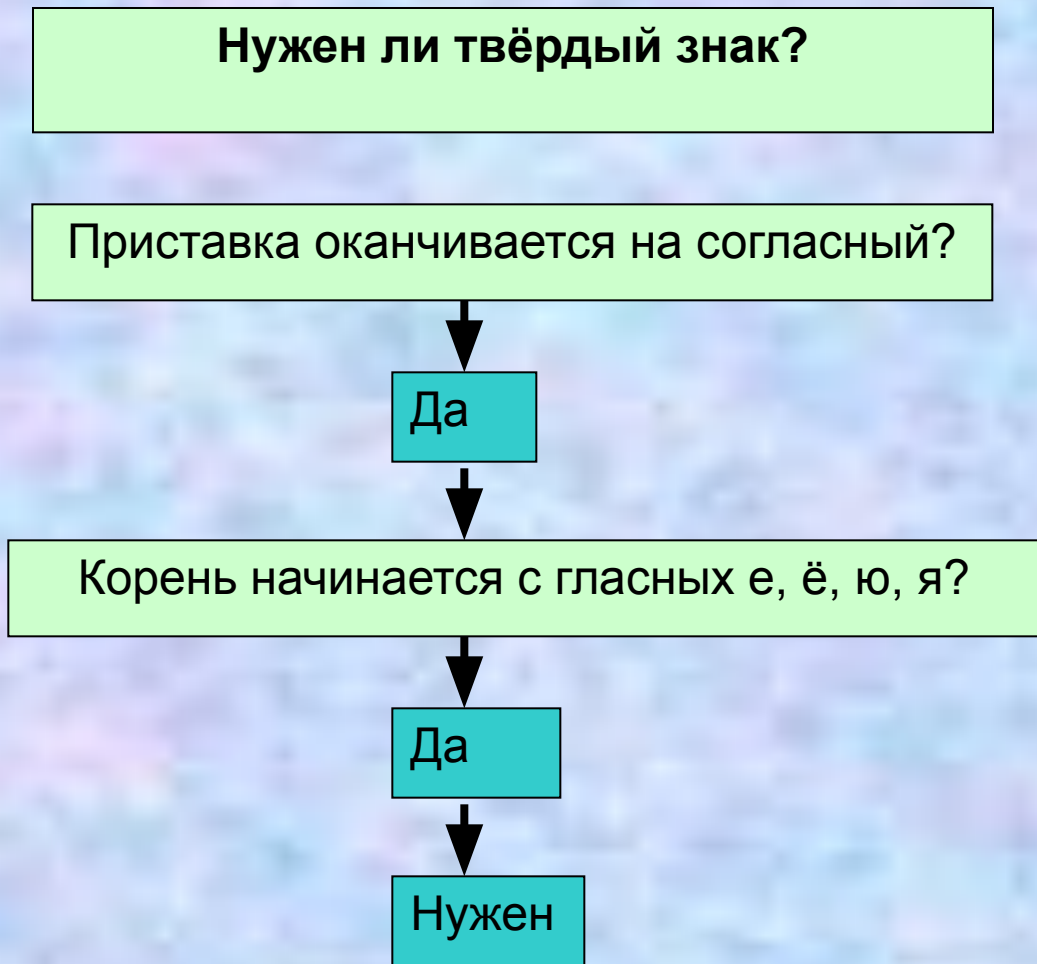 Нужен ли твёрдый знак?
Приставка оканчивается на согласный?
Да
Корень начинается с гласных е, ё, ю, я?
Да
Нужен